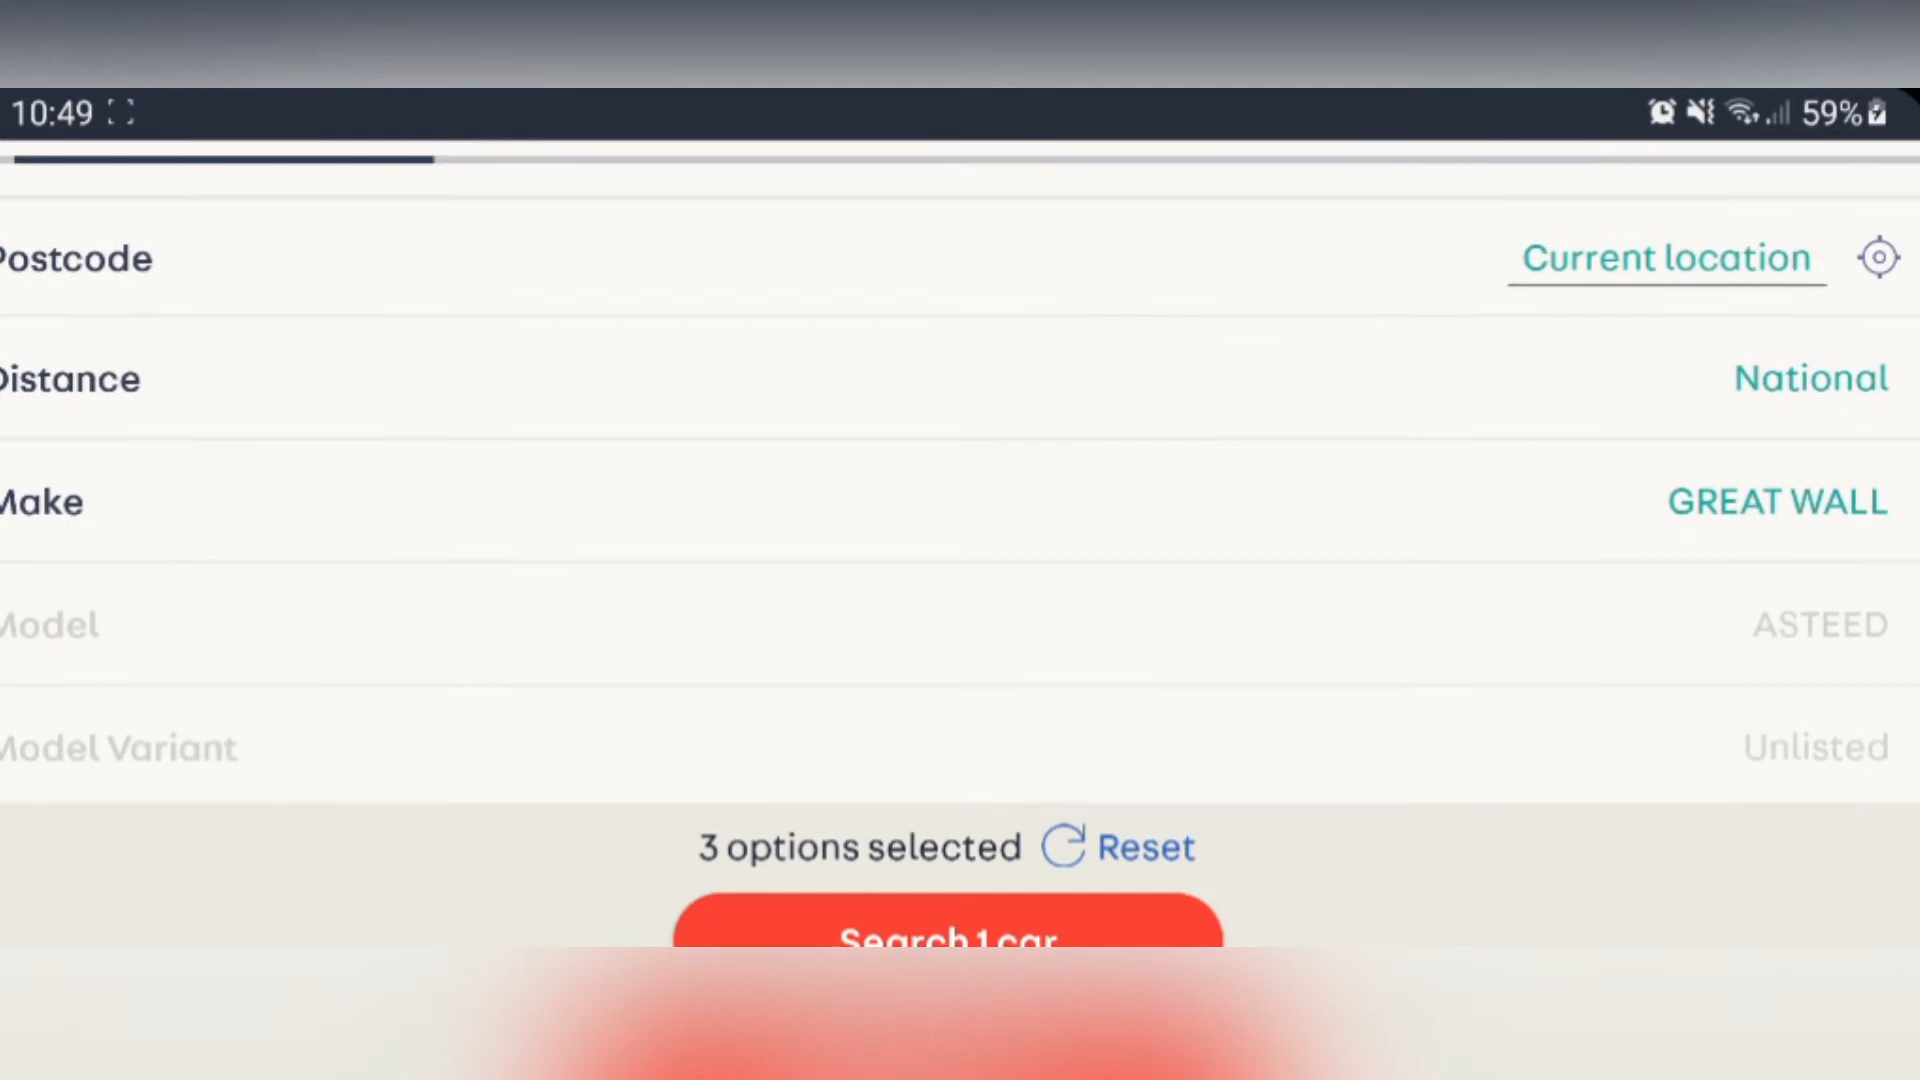 10:49
59%
Postcode
Current location
Distance
National
Make
GREAT WALL
Model
ASTEED
Model Variant
Unlisted
3 options selected Reset
Search 1 car